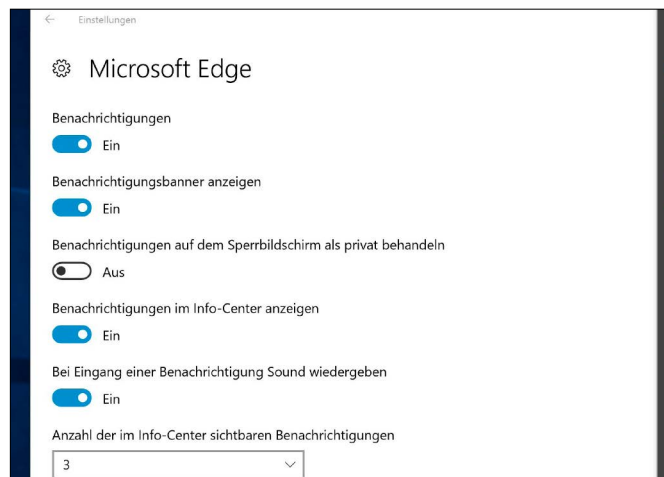 Einstellungen
Microsoft Edge
Benachrichtigungen
Ein
Benachrichtigungsbanner anzeigen
Ein
Benachrichtigungen auf dem Sperrbildschirm als privat behandeln
Aus
Benachrichtigungen im Info-Center anzeigen
Ein
Bei Eingang einer Benachrichtigung Sound wiedergeben
Ein
Anzahl der im Info-Center sichtbaren Benachrichtigungen
3